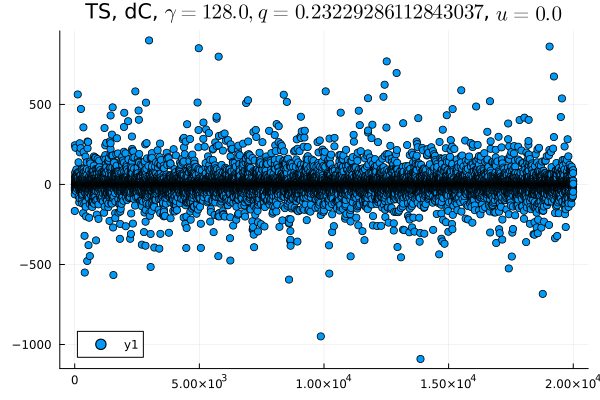 TS, dC, γ = 128.0, q = 0.23229286112843037, u = 0.0
500
0
−500
−1000
y1
0 5.00×10³ 1.00×10⁴ 1.50×10⁴ 2.00×10⁴